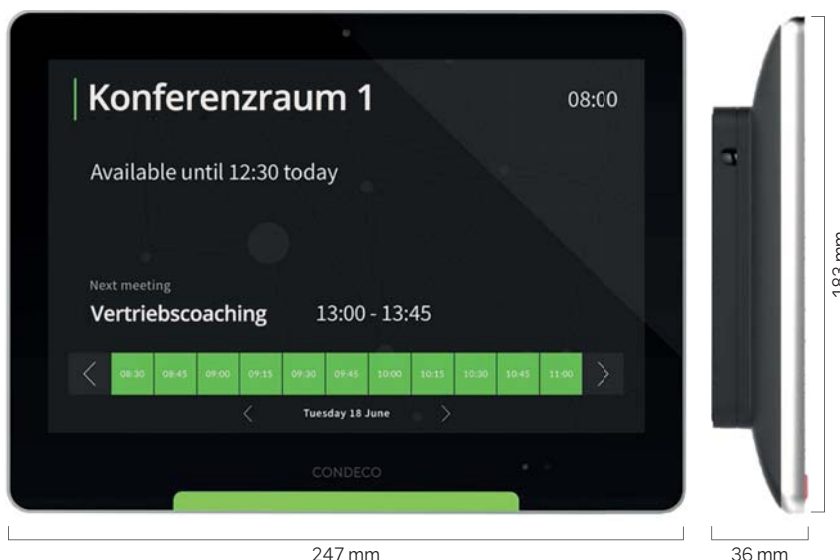 Konferenzraum 1
08:00
Available until 12:30 today
Next meeting
Vertriebscoaching 13:00 - 13:45
08:30 08:45 09:00 09:15 09:30 09:45 10:00 10:15 10:30 10:45 11:00
Tuesday 18 June
CONDECO
247 mm
36 mm
183 mm